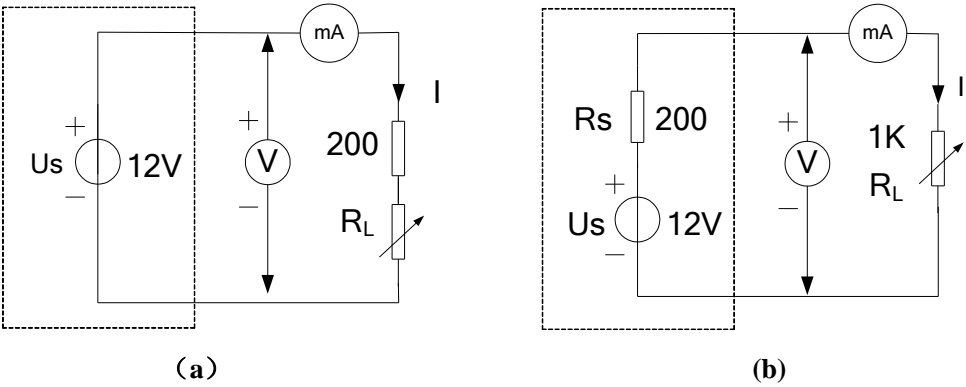 mA
I
+
Us
12V
−
+
V
−
200
RL
(a)
mA
I
Rs
200
+
Us
12V
−
+
V
−
1K
RL
(b)